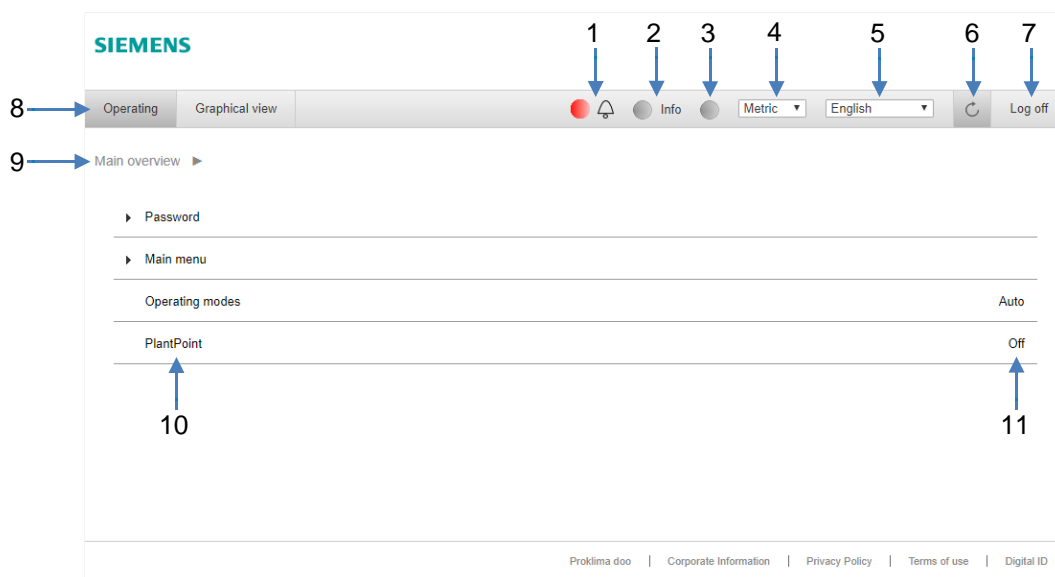 1 2 3 4 5 6 7
SIEMENS
8 Operating Graphical view Info Metric English Log off
9 Main overview
Password
Main menu
Operating modes Auto
PlantPoint Off
10 11
Proklima doo | Corporate Information | Privacy Policy | Terms of use | Digital ID